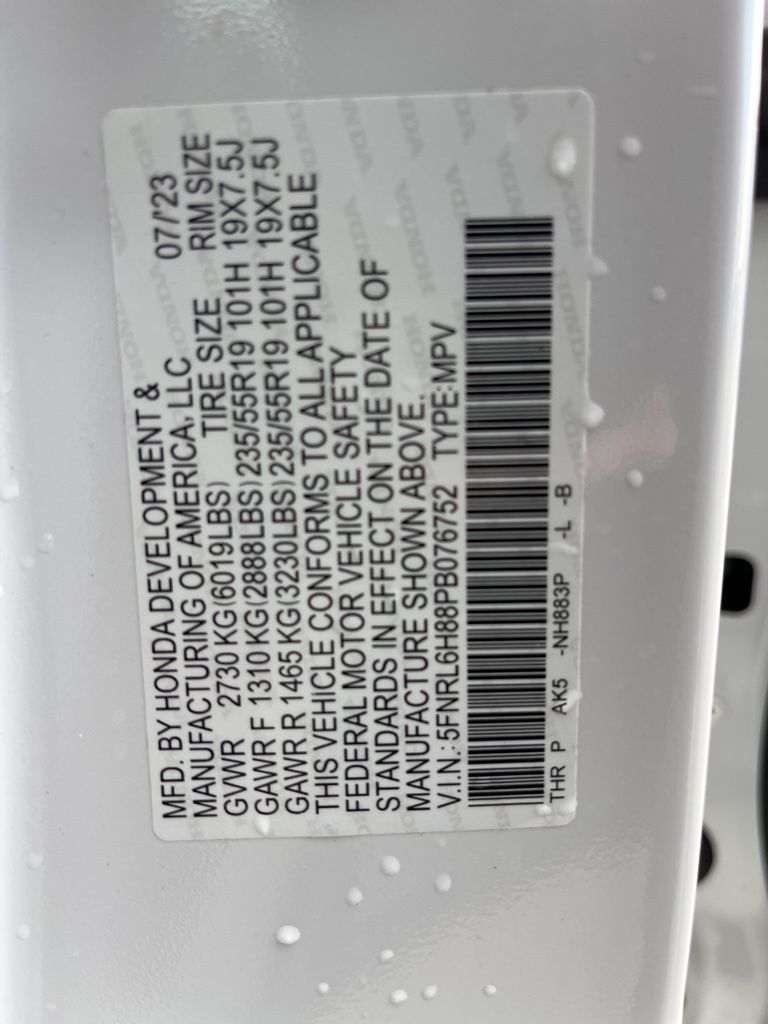 MFD. BY HONDA DEVELOPMENT &
MANUFACTURING OF AMERICA, LLC 07/'23
GVWR 2730 KG(6019LBS) TIRE SIZE RIM SIZE
GAWR F 1310 KG(2888LBS)235/55R19 101H 19X7.5J
GAWR R 1465 KG(3230LBS)235/55R19 101H 19X7.5J
THIS VEHICLE CONFORMS TO ALL APPLICABLE
FEDERAL MOTOR VEHICLE SAFETY
STANDARDS IN EFFECT ON THE DATE OF
MANUFACTURE SHOWN ABOVE.
V.I.N.:5FNRL6H88PB076752 TYPE:MPV
THR P AK5 -NH883P -L -B